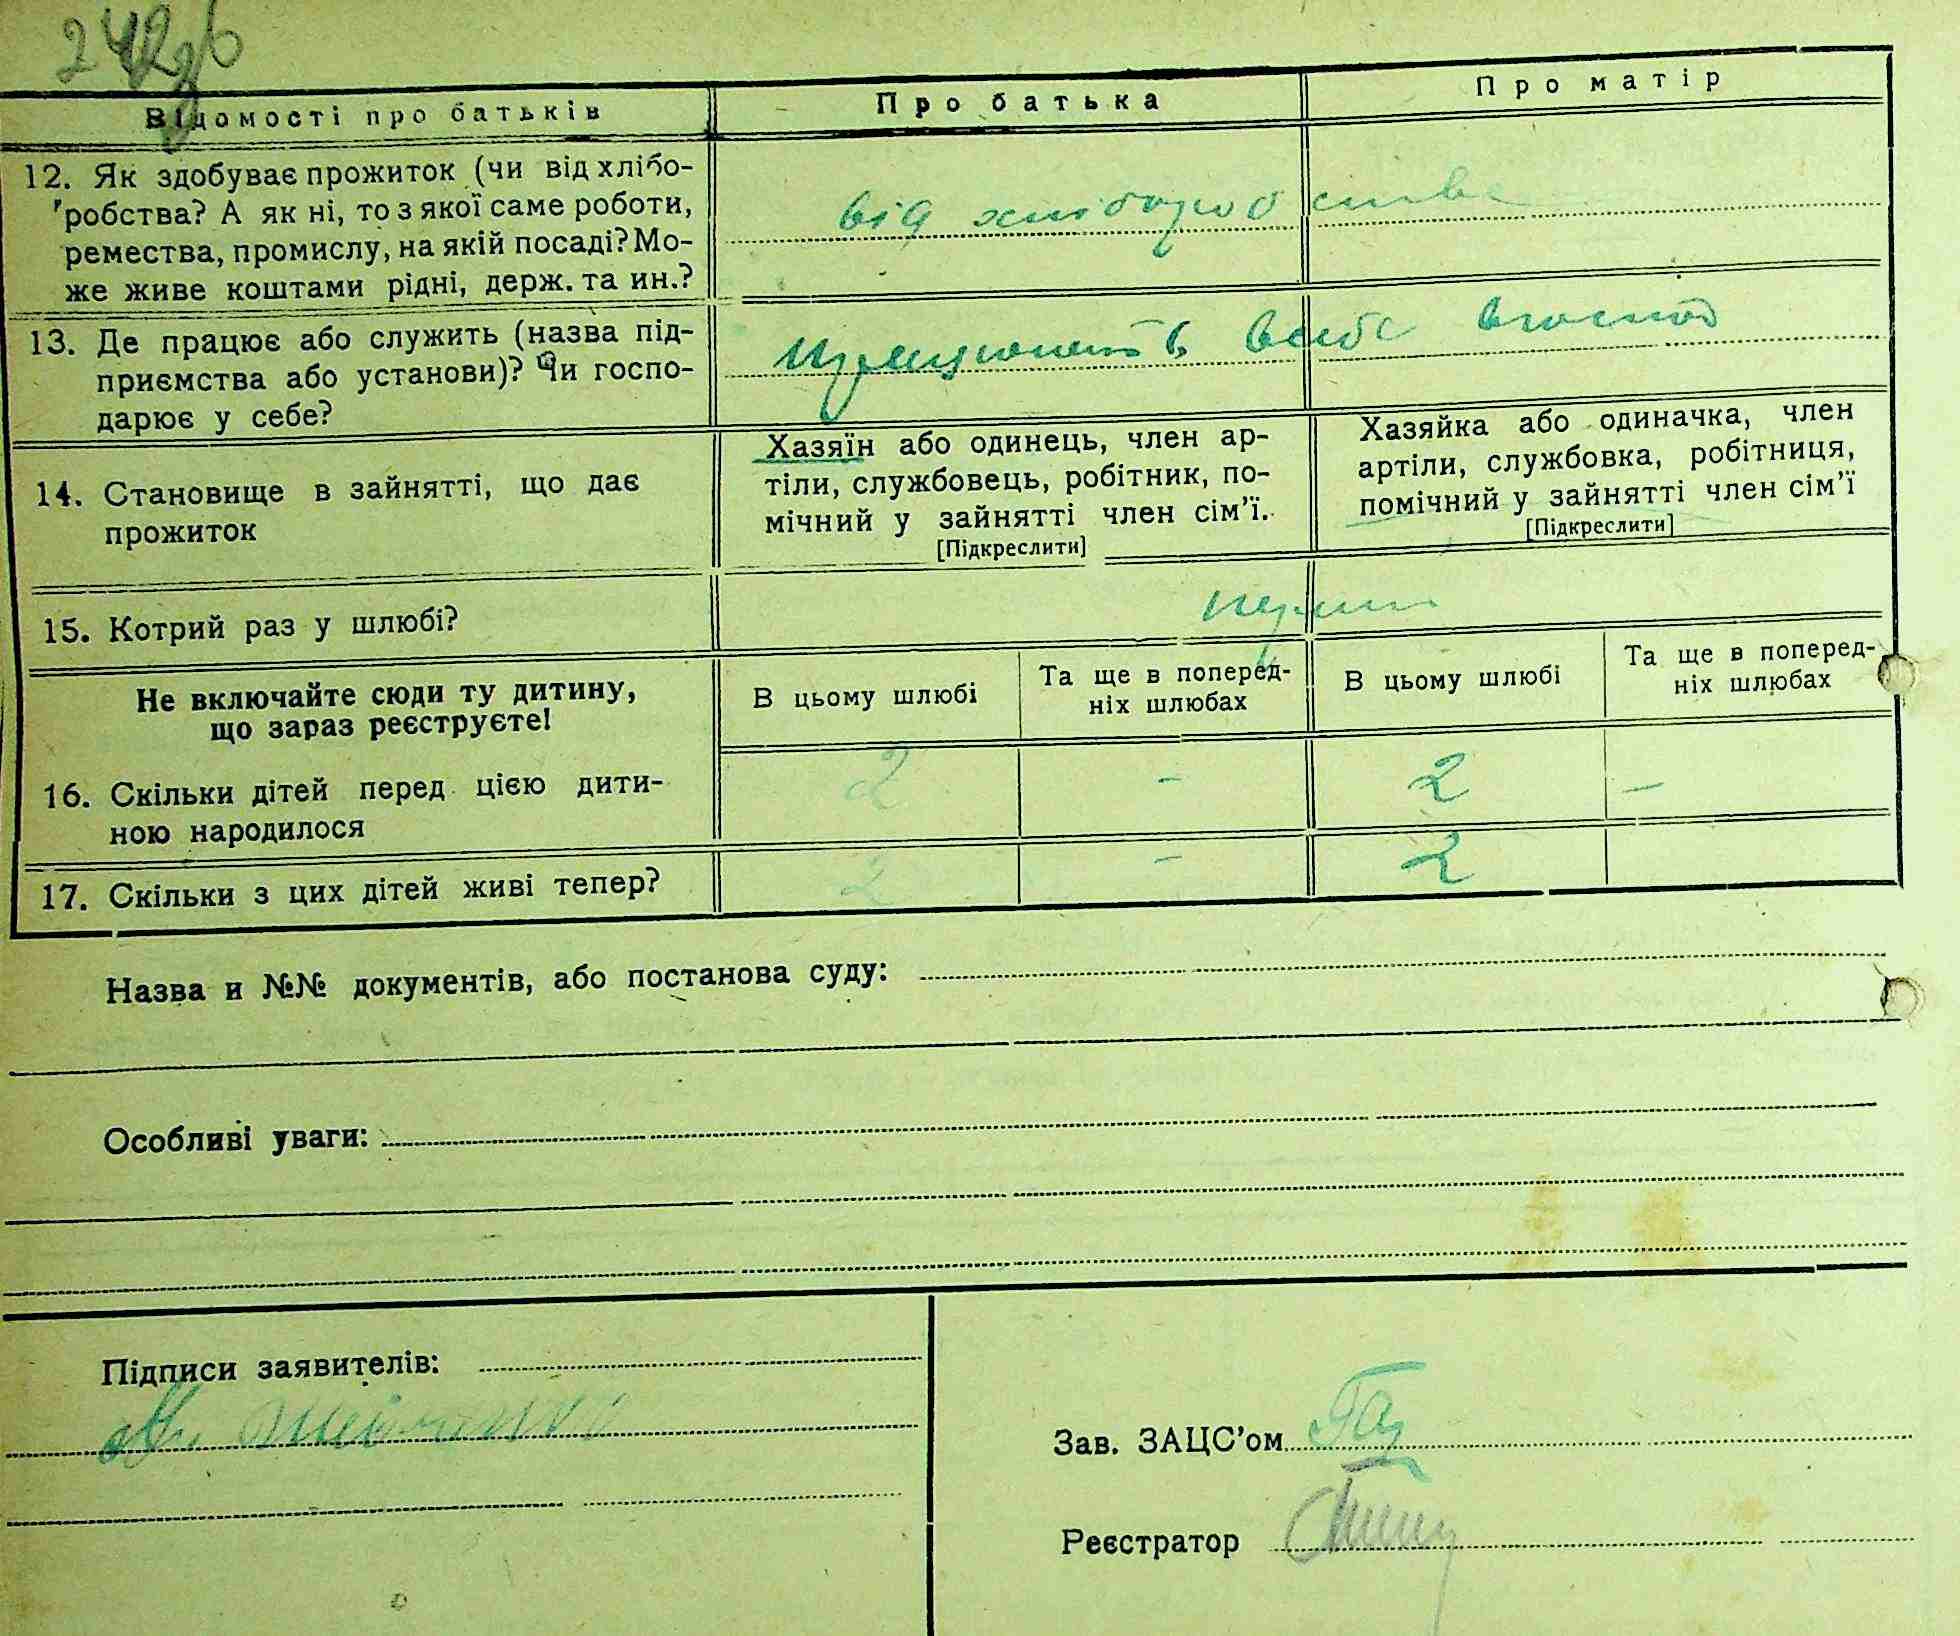 Відомості про батьків
Про батька
Про матір
12. Як здобуває прожиток (чи від хлібо-
робства? А як ні, то з якої саме роботи,
ремества, промислу, на якій посаді? Мо-
же живе коштами рідні, держ. та ин.?
від хліборобства
13. Де працює або служить (назва під-
приємства або установи)? Чи госпо-
дарює у себе?
14. Становище в зайнятті, що дає
прожиток
Хазяїн або одинець, член ар-
тіли, службовець, робітник, по-
мічний у зайнятті член сім'ї.
[Підкреслити]
Хазяйка або одиначка, член
артіли, службовка, робітниця,
помічний у зайнятті член сім'ї
[Підкреслити]
15. Котрий раз у шлюбі?
Не включайте сюди ту дитину,
що зараз реєструєте!
В цьому шлюбі
Та ще в поперед-
ніх шлюбах
В цьому шлюбі
Та ще в поперед-
ніх шлюбах
16. Скільки дітей перед цією дити-
ною народилося
2 - 2 -
17. Скільки з цих дітей живі тепер?
2 - 2
Назва и №№ документів, або постанова суду:
Особливі уваги:
Підписи заявителів:
Зав. ЗАЦС'ом
Реєстратор